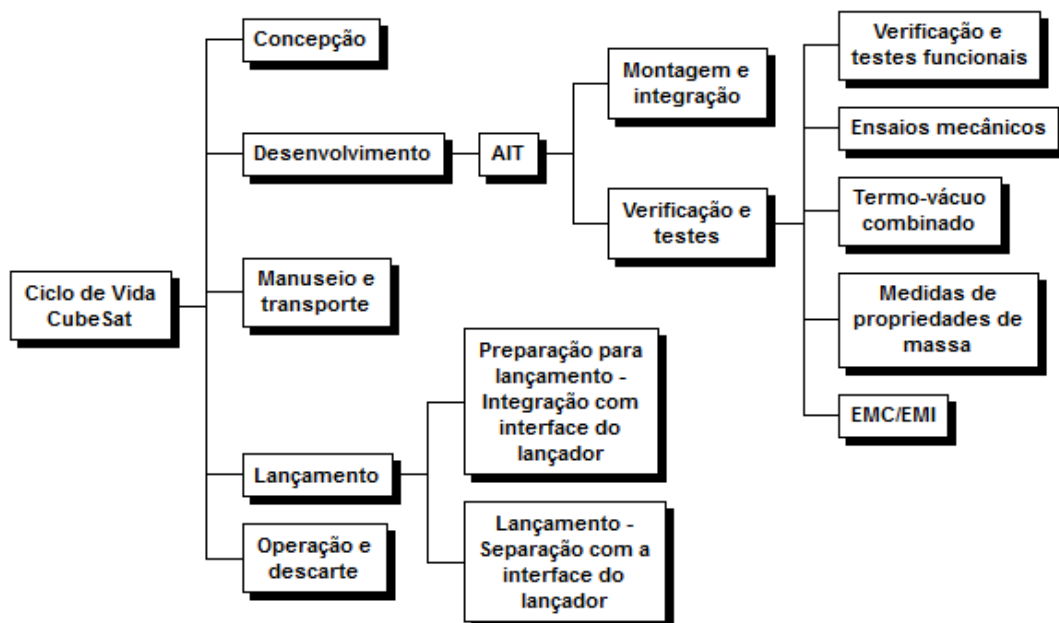 Ciclo de Vida
CubeSat
Concepção
Desenvolvimento
AIT
Montagem e
integração
Verificação e
testes
Verificação e
testes funcionais
Ensaios mecânicos
Termo-vácuo
combinado
Medidas de
propriedades de
massa
EMC/EMI
Manuseio e
transporte
Lançamento
Preparação para
lançamento -
Integração com
interface do
lançador
Lançamento -
Separação com a
interface do
lançador
Operação e
descarte